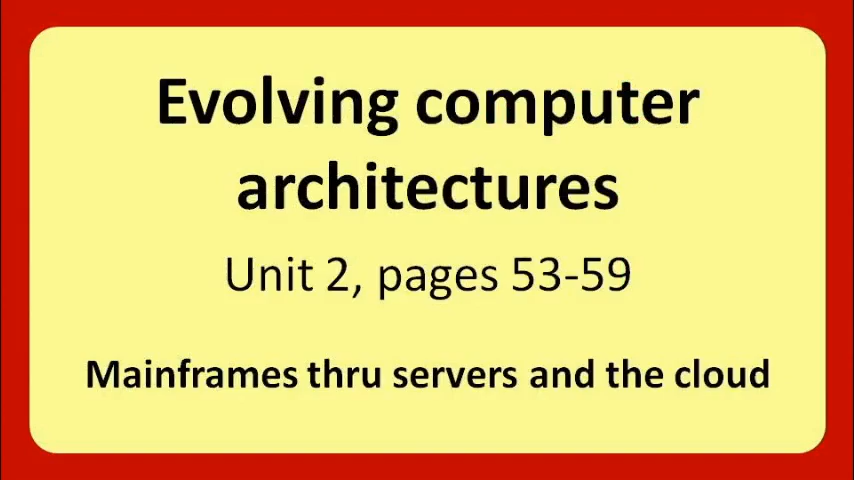 Evolving computer
architectures
Unit 2, pages 53-59
Mainframes thru servers and the cloud